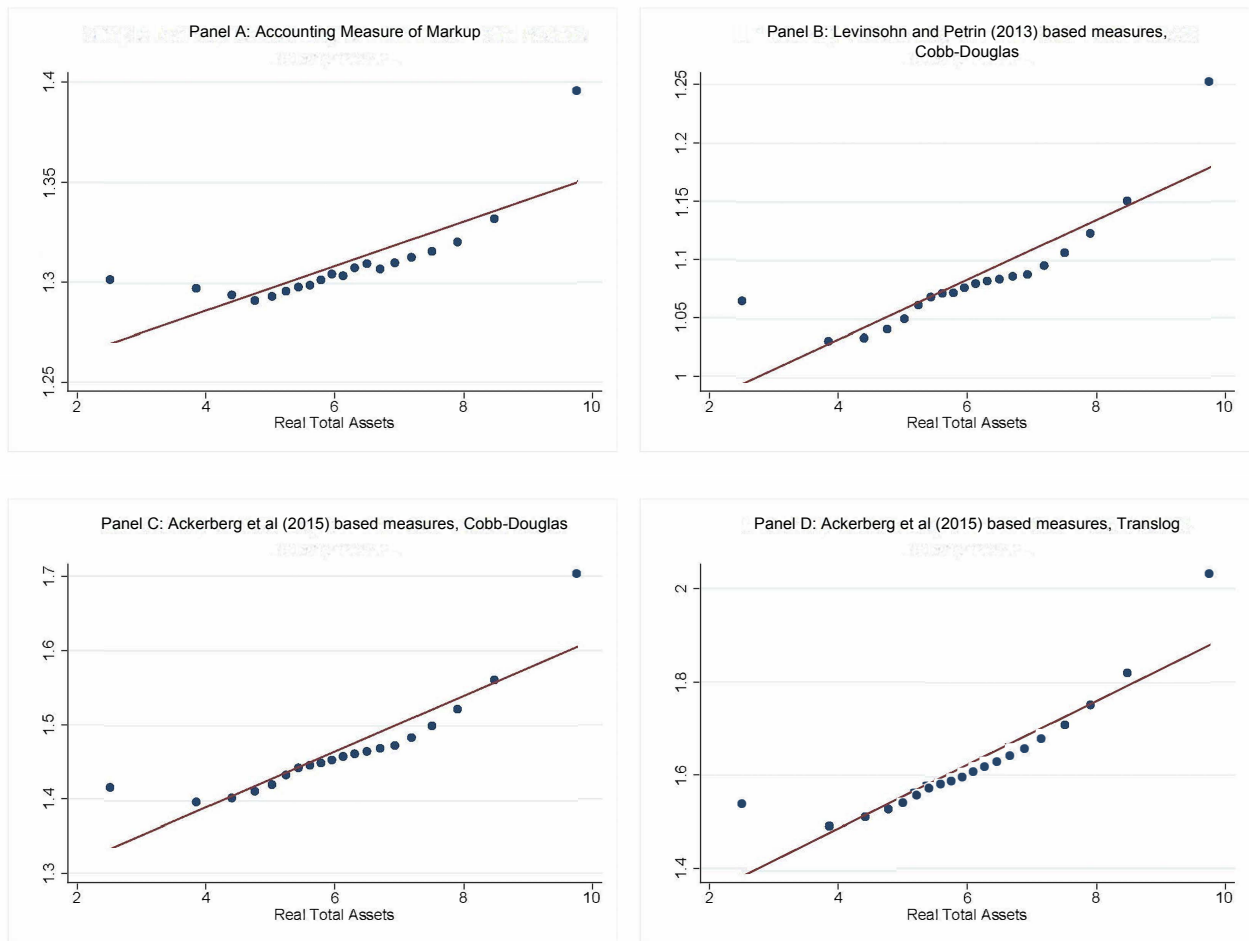 Panel A: Accounting Measure of Markup
1.4
1.35
1.3
1.25
2 4 6 8 10
Real Total Assets
Panel B: Levinsohn and Petrin (2013) based measures,
Cobb-Douglas
1.25
1.2
1.15
1.1
1.05
1
2 4 6 8 10
Real Total Assets
Panel C: Ackerberg et al (2015) based measures, Cobb-Douglas
1.7
1.6
1.5
1.4
1.3
2 4 6 8 10
Real Total Assets
Panel D: Ackerberg et al (2015) based measures, Translog
2
1.8
1.6
1.4
2 4 6 8 10
Real Total Assets